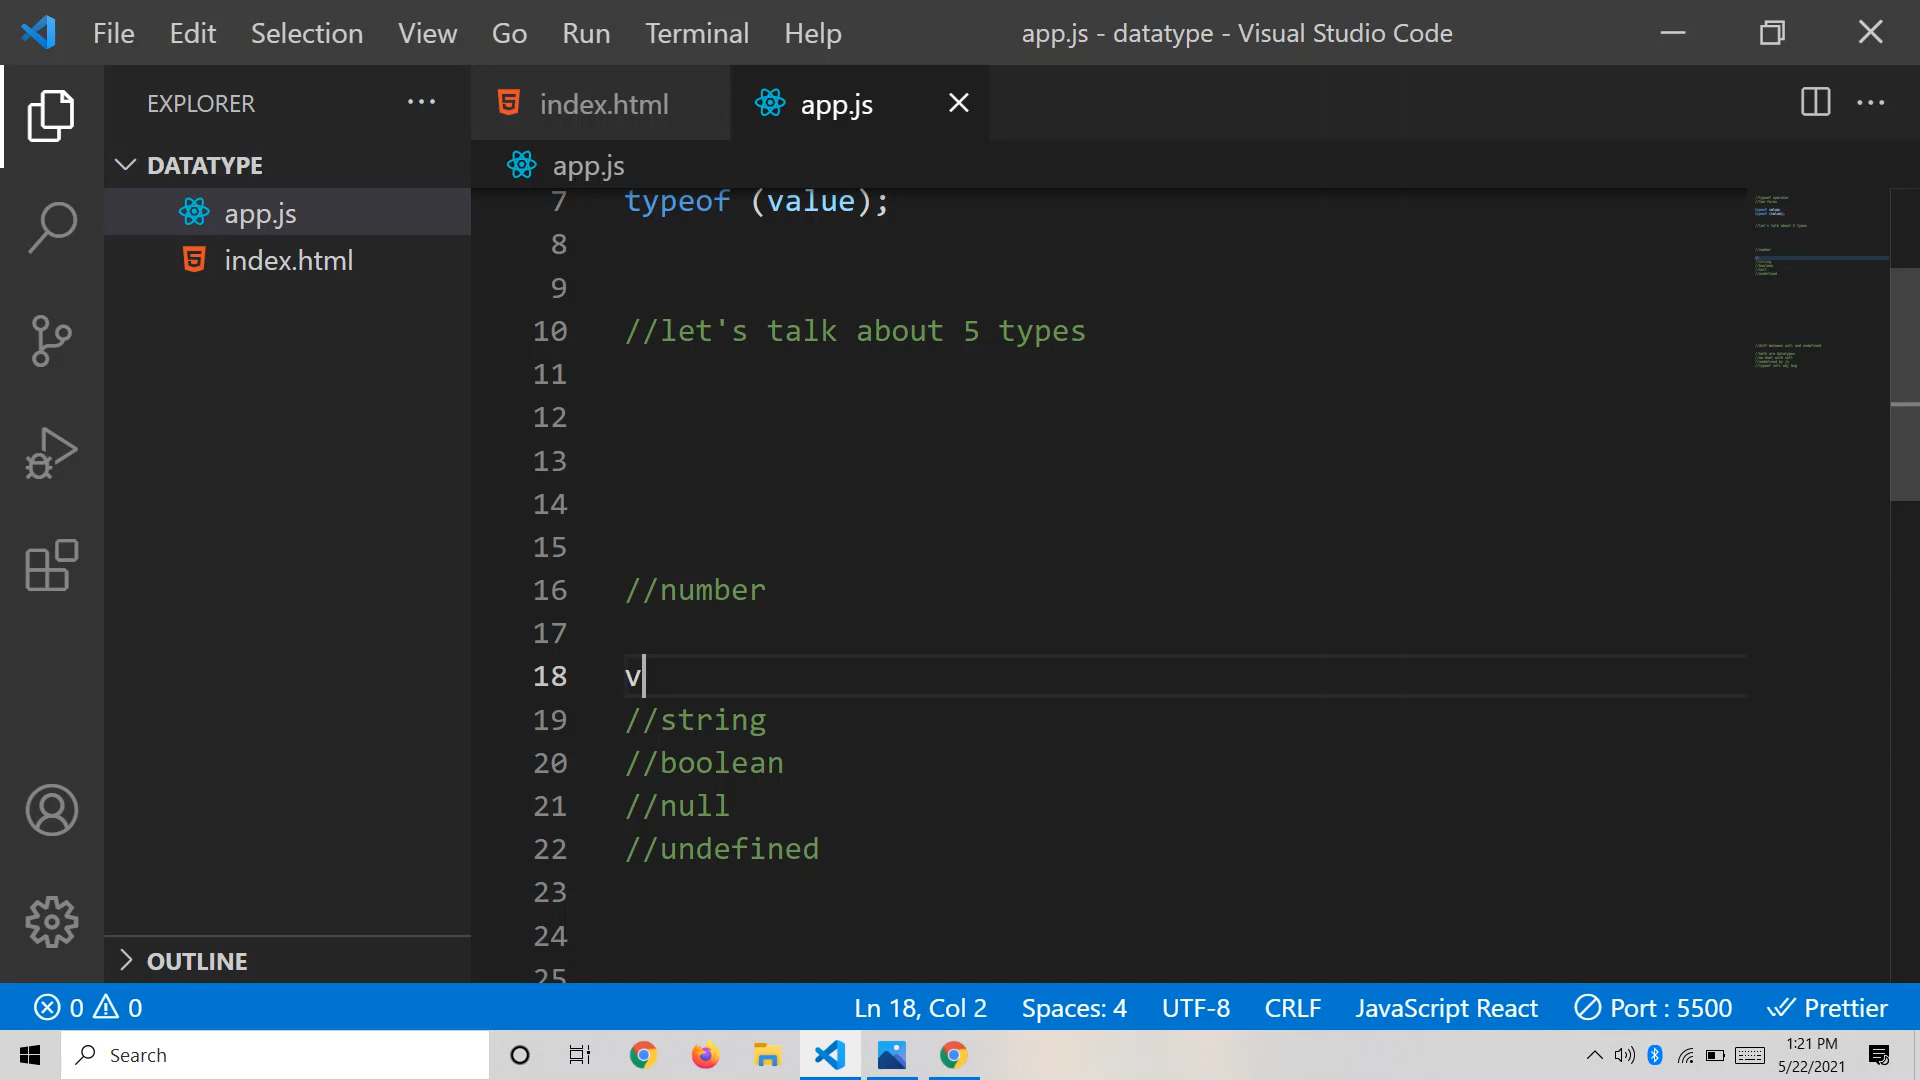 File Edit Selection View Go Run Terminal Help app.js - datatype - Visual Studio Code
EXPLORER
index.html
app.js
DATATYPE
app.js
app.js
index.html
7 typeof (value);
8
9
10 //let's talk about 5 types
11
12
13
14
15
16 //number
17
18 v
19 //string
20 //boolean
21 //null
22 //undefined
23
24
25
OUTLINE
0 0 Ln 18, Col 2 Spaces: 4 UTF-8 CRLF JavaScript React Port : 5500 Prettier
Search
1:21 PM
5/22/2021